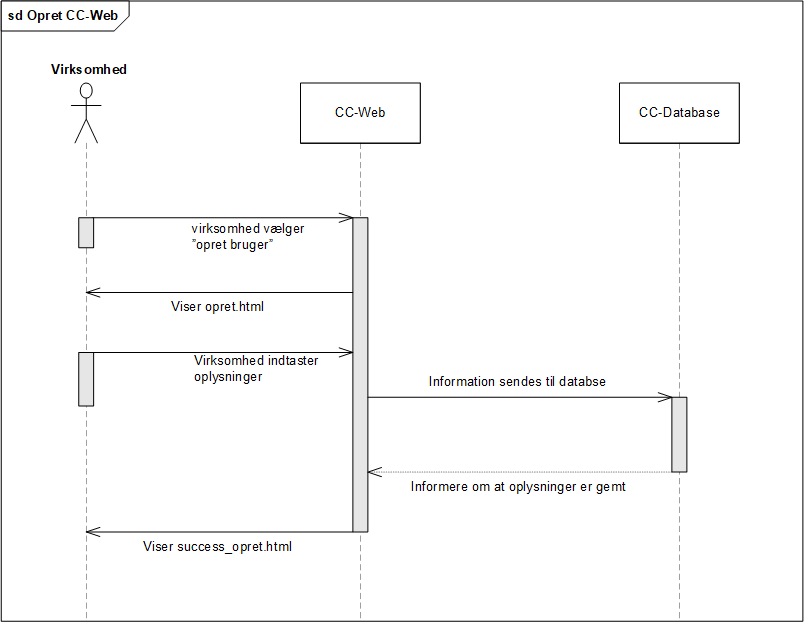 sd Opret CC-Web
Virksomhed
CC-Web
CC-Database
virksomhed vælger
”opret bruger”
Viser opret.html
Virksomhed indtaster
oplysninger
Information sendes til databse
Informere om at oplysninger er gemt
Viser success_opret.html